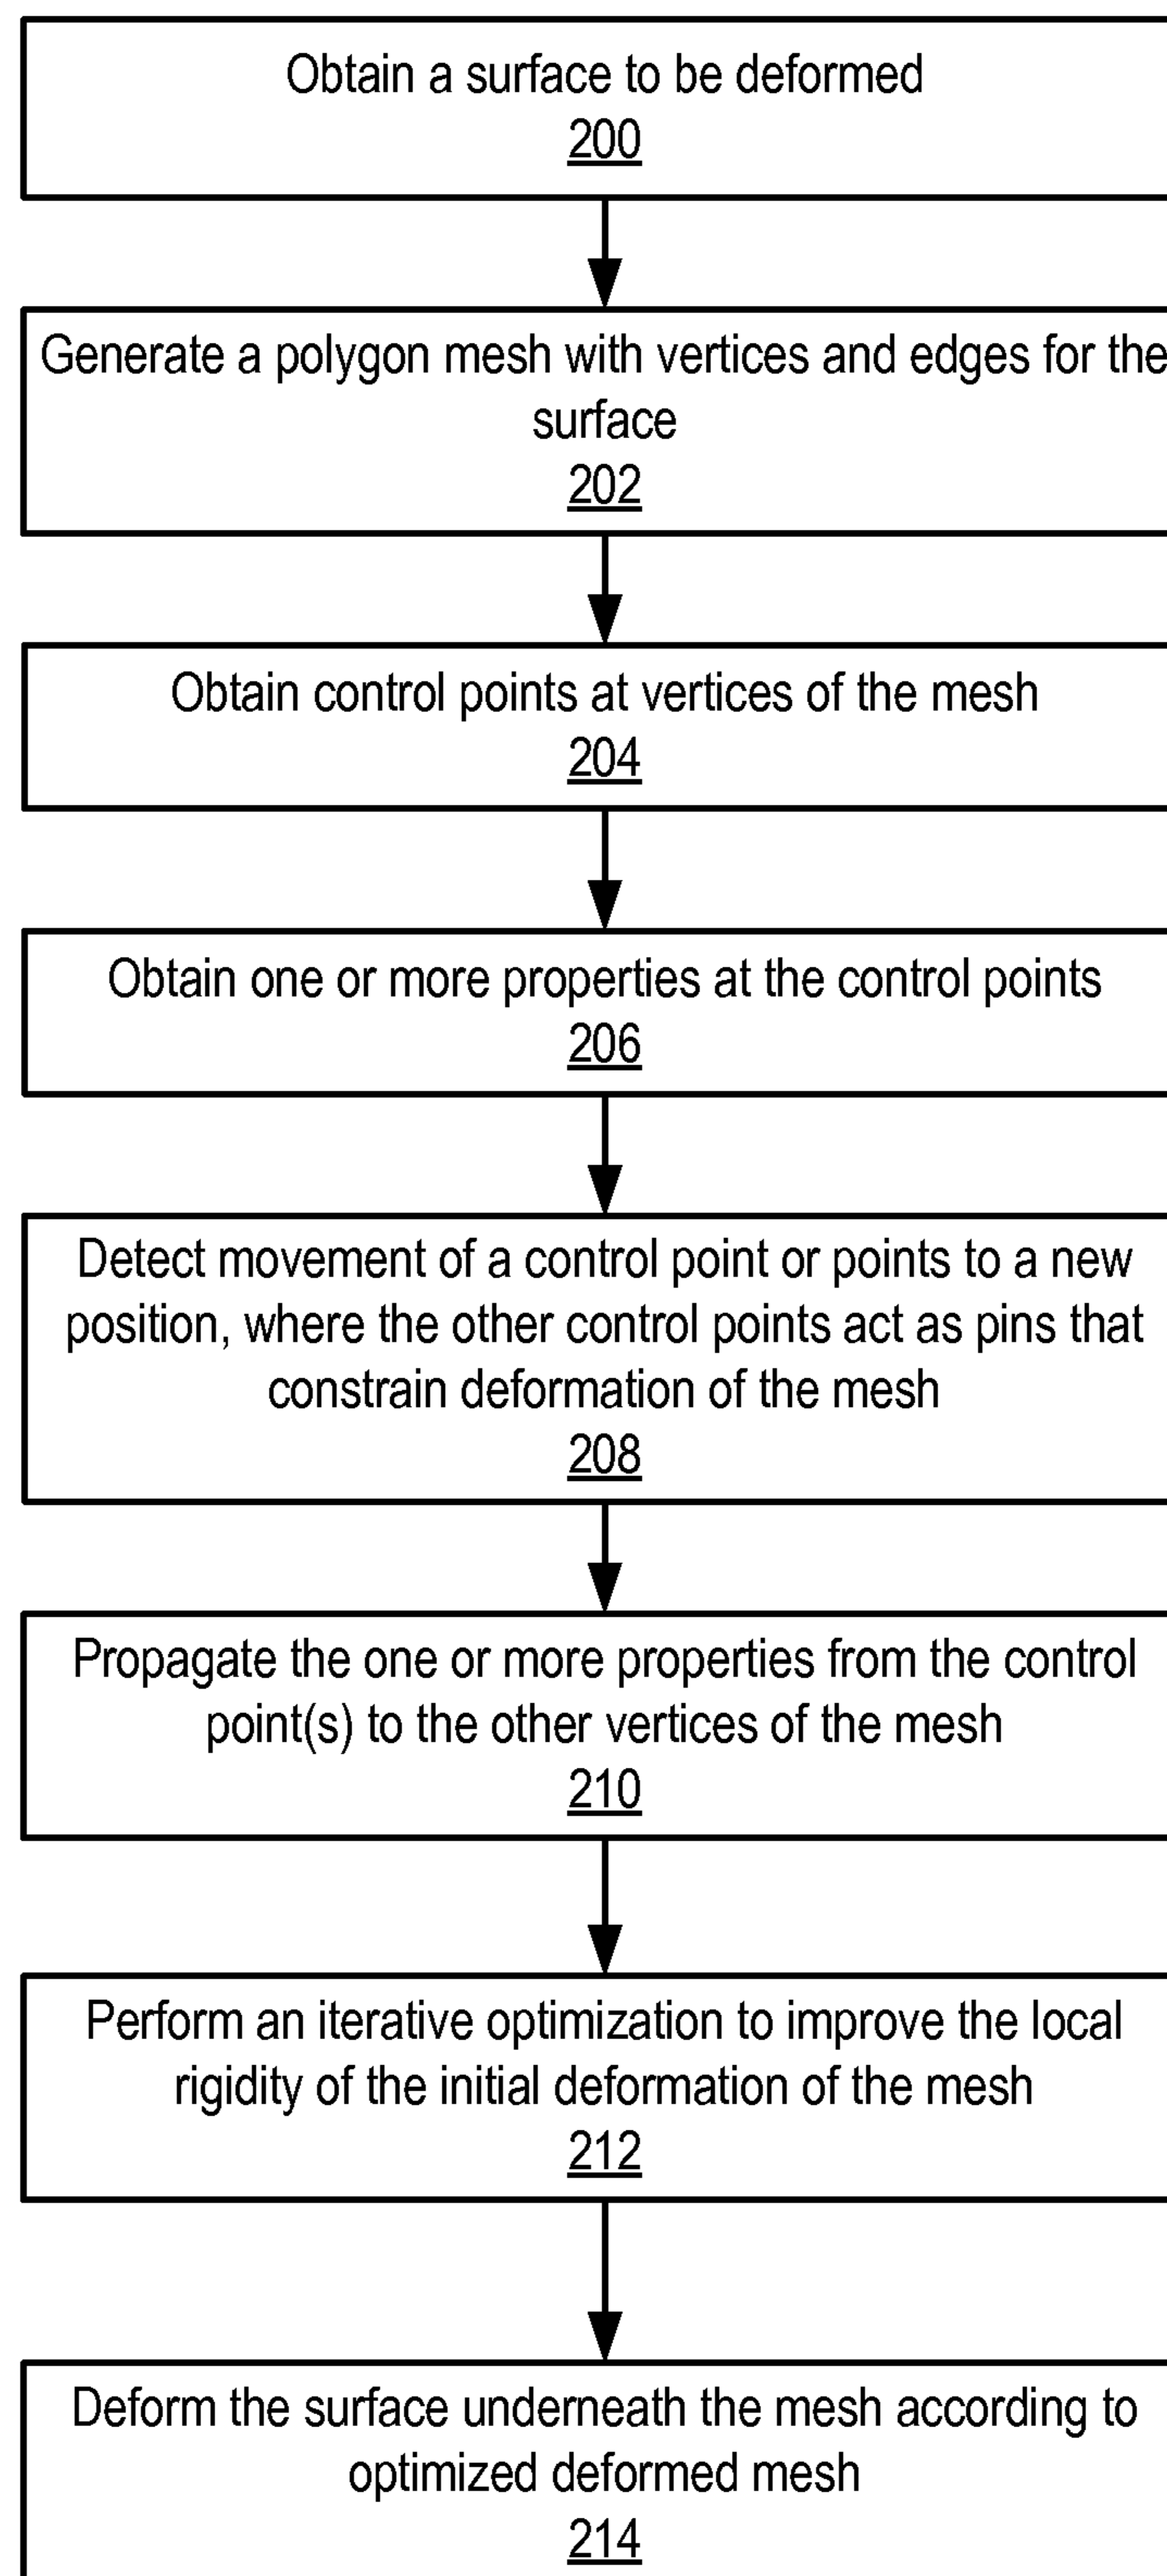 Obtain a surface to be deformed
200
Generate a polygon mesh with vertices and edges for the
surface
202
Obtain control points at vertices of the mesh
204
Obtain one or more properties at the control points
206
Detect movement of a control point or points to a new
position, where the other control points act as pins that
constrain deformation of the mesh
208
Propagate the one or more properties from the control
point(s) to the other vertices of the mesh
210
Perform an iterative optimization to improve the local
rigidity of the initial deformation of the mesh
212
Deform the surface underneath the mesh according to
optimized deformed mesh
214